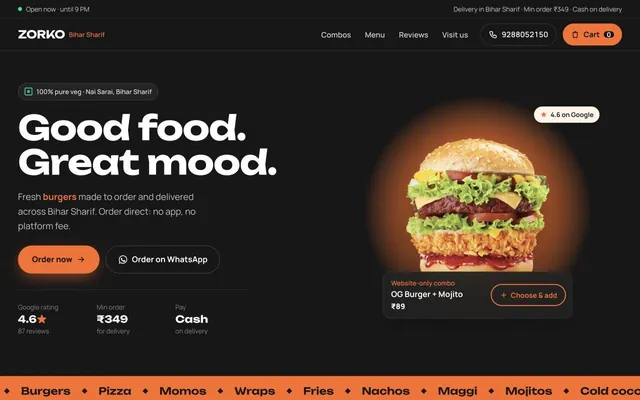 Open now · until 9 PM
Delivery in Bihar Sharif · Min order ₹349 · Cash on delivery
ZORKO Bihar Sharif
Combos Menu Reviews Visit us 9288052150 Cart 0
100% pure veg · Nai Sarai, Bihar Sharif
4.6 on Google
Good food.
Great mood.
Fresh burgers made to order and delivered
across Bihar Sharif. Order direct: no app, no
platform fee.
Order now → Order on WhatsApp
Website-only combo
OG Burger + Mojito
₹89
+ Choose & add
Google rating Min order Pay
4.6★ ₹349 Cash
87 reviews for delivery on delivery
Burgers ◆ Pizza ◆ Momos ◆ Wraps ◆ Fries ◆ Nachos ◆ Maggi ◆ Mojitos ◆ Cold coco